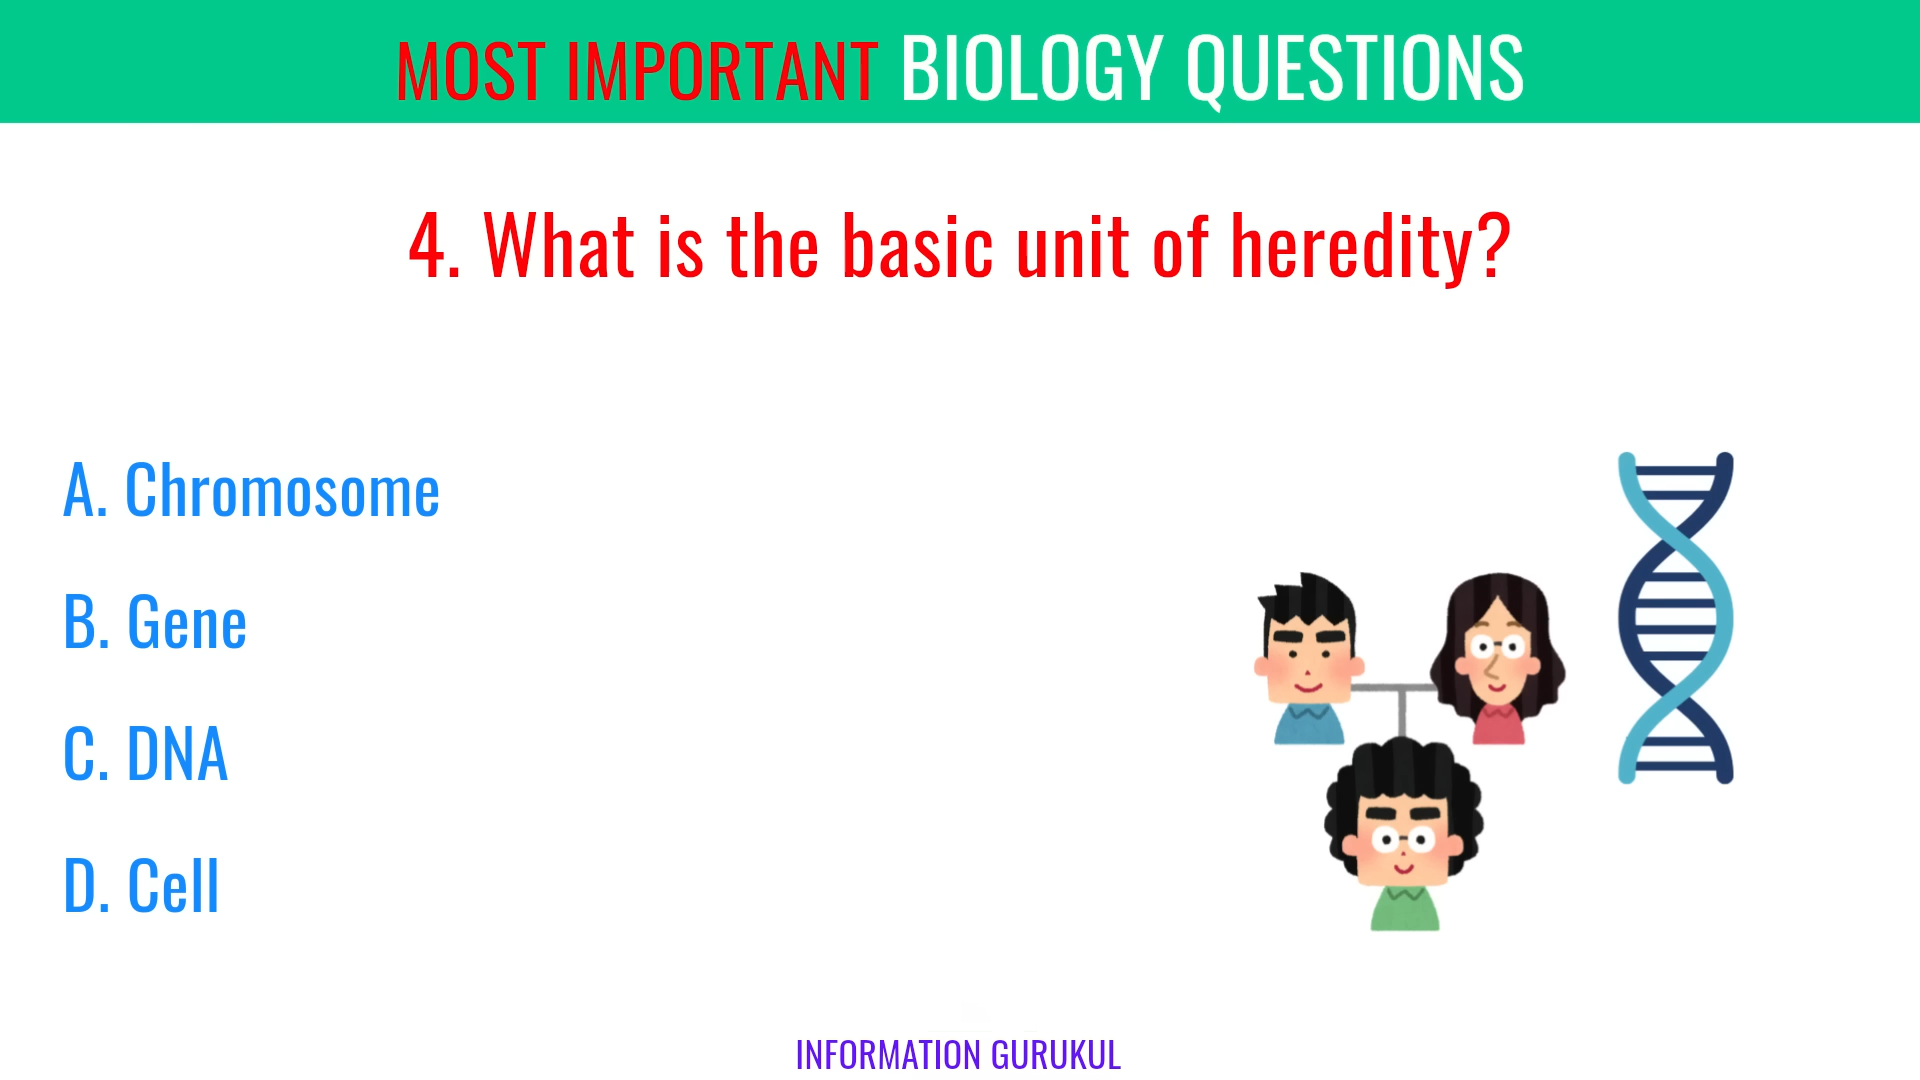 MOST IMPORTANT BIOLOGY QUESTIONS
4. What is the basic unit of heredity?
A. Chromosome
B. Gene
C. DNA
D. Cell
INFORMATION GURUKUL